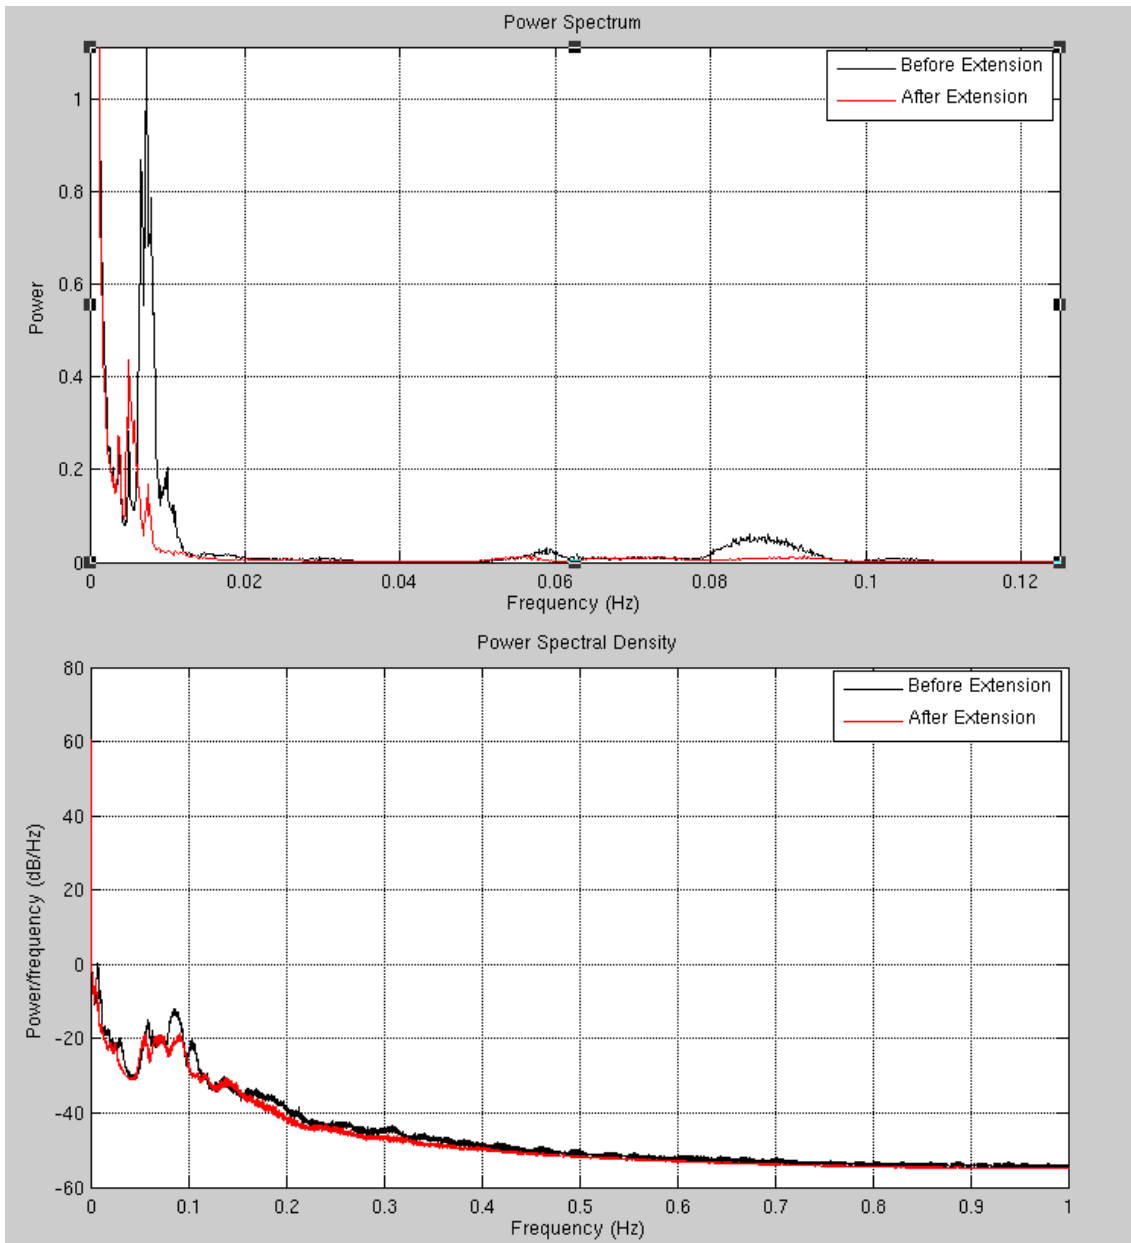 Power Spectrum
Before Extension
After Extension
1
0.8
0.6
0.4
0.2
0
Power
0 0.02 0.04 0.06 0.08 0.1 0.12
Frequency (Hz)
Power Spectral Density
Before Extension
After Extension
80
60
40
20
0
-20
-40
-60
Power/frequency (dB/Hz)
0 0.1 0.2 0.3 0.4 0.5 0.6 0.7 0.8 0.9 1
Frequency (Hz)